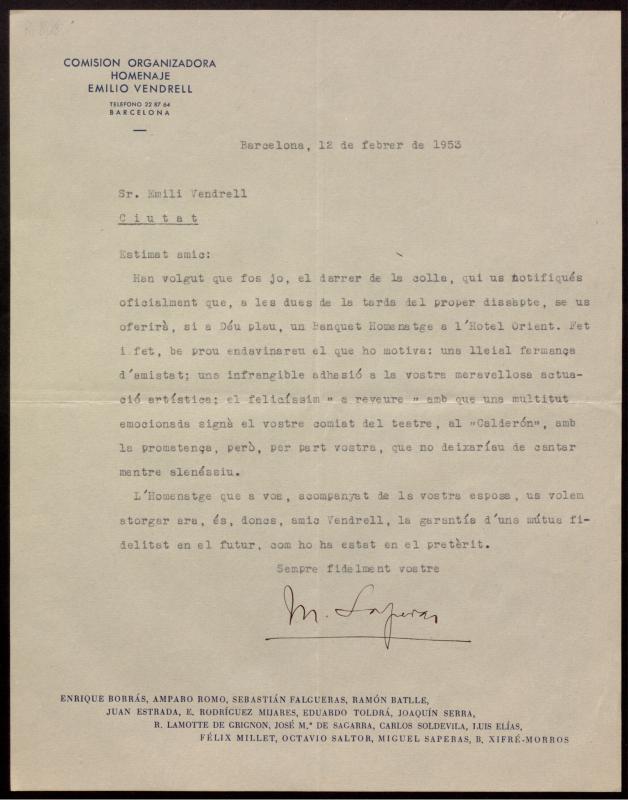 COMISION ORGANIZADORA
HOMENAJE
EMILIO VENDRELL
TELEFONO 22 87 64
BARCELONA
Barcelona, 12 de febrer de 1953
Sr. Emili Vendrell
Ciutat
Estimat amic:
Han volgut que fos jo, el darrer de la colla, qui us notifiqués
oficialment que, a les dues de la tarda del proper dissapte, se us
oferirà, si a Déu plau, un Banquet Homenatge a l'Hotel Orient. Fet
i fet, be prou endavinareu el que ho motiva: una lleial fermança
d'amistat; una infrangible adhesió a la vostra meravellosa actua-
ció artística; el felicíssim " a reveure " amb que una multitut
emocionada signà el vostre comiat del teatre, al "Calderón", amb
la prometença, però, per part vostra, que no deixaríau de cantar
mentre alenéssiu.
L'Homenatge que a vos, acompanyat de la vostra esposa, us volem
atorgar ara, és, doncs, amic Vendrell, la garantía d'una mútua fi-
delitat en el futur, com ho ha estat en el pretèrit.
Sempre fidelment vostre
M. Saperas
ENRIQUE BORRÁS, AMPARO ROMO, SEBASTIÁN FALGUERAS, RAMÓN BATLLE,
JUAN ESTRADA, E. RODRÍGUEZ MIJARES, EDUARDO TOLDRÁ, JOAQUÍN SERRA,
R. LAMOTTE DE GRIGNON, JOSÉ M.ª DE SAGARRA, CARLOS SOLDEVILA, LUIS ELÍAS,
FÉLIX MILLET, OCTAVIO SALTOR, MIGUEL SAPERAS, B. XIFRÉ-MORROS